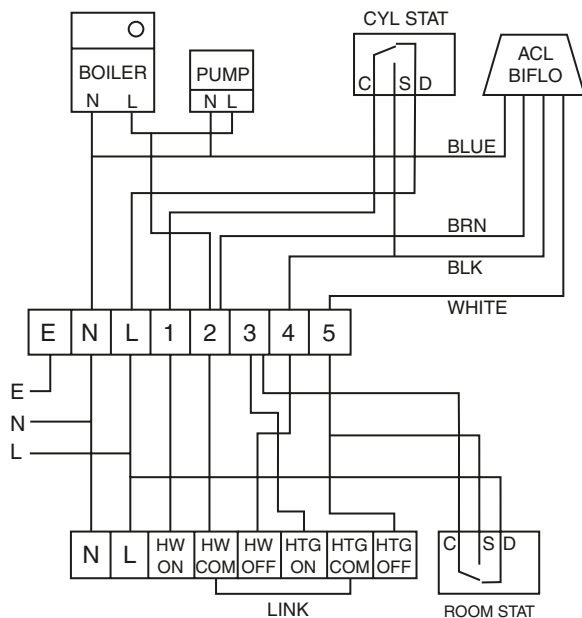 CYL STAT
BOILER
N L
PUMP
N L
C S D
ACL
BIFLO
BLUE
BRN
BLK
WHITE
E N L 1 2 3 4 5
E
N
L
N L HW ON HW COM HW OFF HTG ON HTG COM HTG OFF
LINK
C S D
ROOM STAT